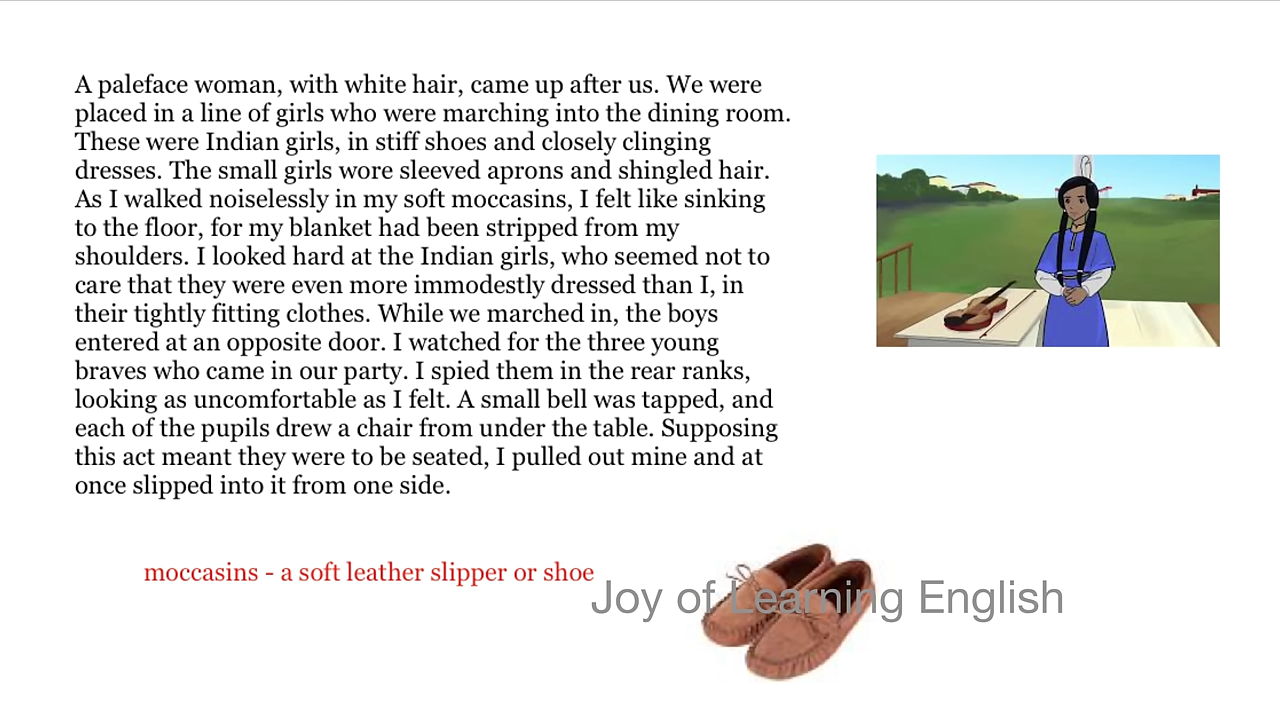 A paleface woman, with white hair, came up after us. We were
placed in a line of girls who were marching into the dining room.
These were Indian girls, in stiff shoes and closely clinging
dresses. The small girls wore sleeved aprons and shingled hair.
As I walked noiselessly in my soft moccasins, I felt like sinking
to the floor, for my blanket had been stripped from my
shoulders. I looked hard at the Indian girls, who seemed not to
care that they were even more immodestly dressed than I, in
their tightly fitting clothes. While we marched in, the boys
entered at an opposite door. I watched for the three young
braves who came in our party. I spied them in the rear ranks,
looking as uncomfortable as I felt. A small bell was tapped, and
each of the pupils drew a chair from under the table. Supposing
this act meant they were to be seated, I pulled out mine and at
once slipped into it from one side.
moccasins - a soft leather slipper or shoe
Joy of Learning English